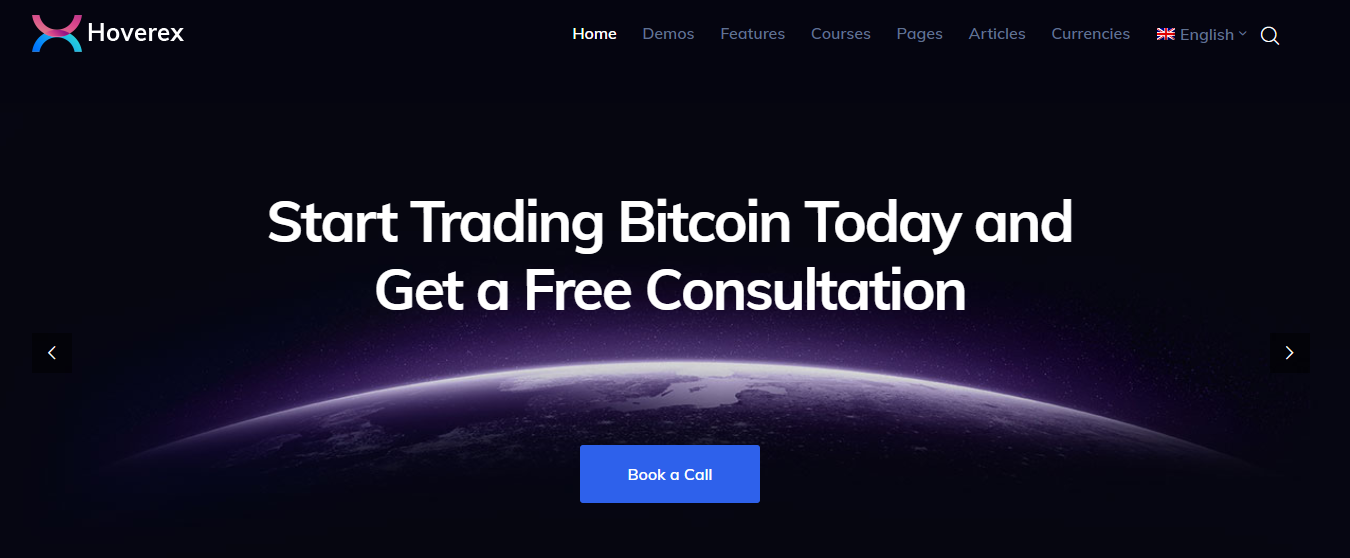 Hoverex
Home Demos Features Courses Pages Articles Currencies English
Start Trading Bitcoin Today and
Get a Free Consultation
Book a Call